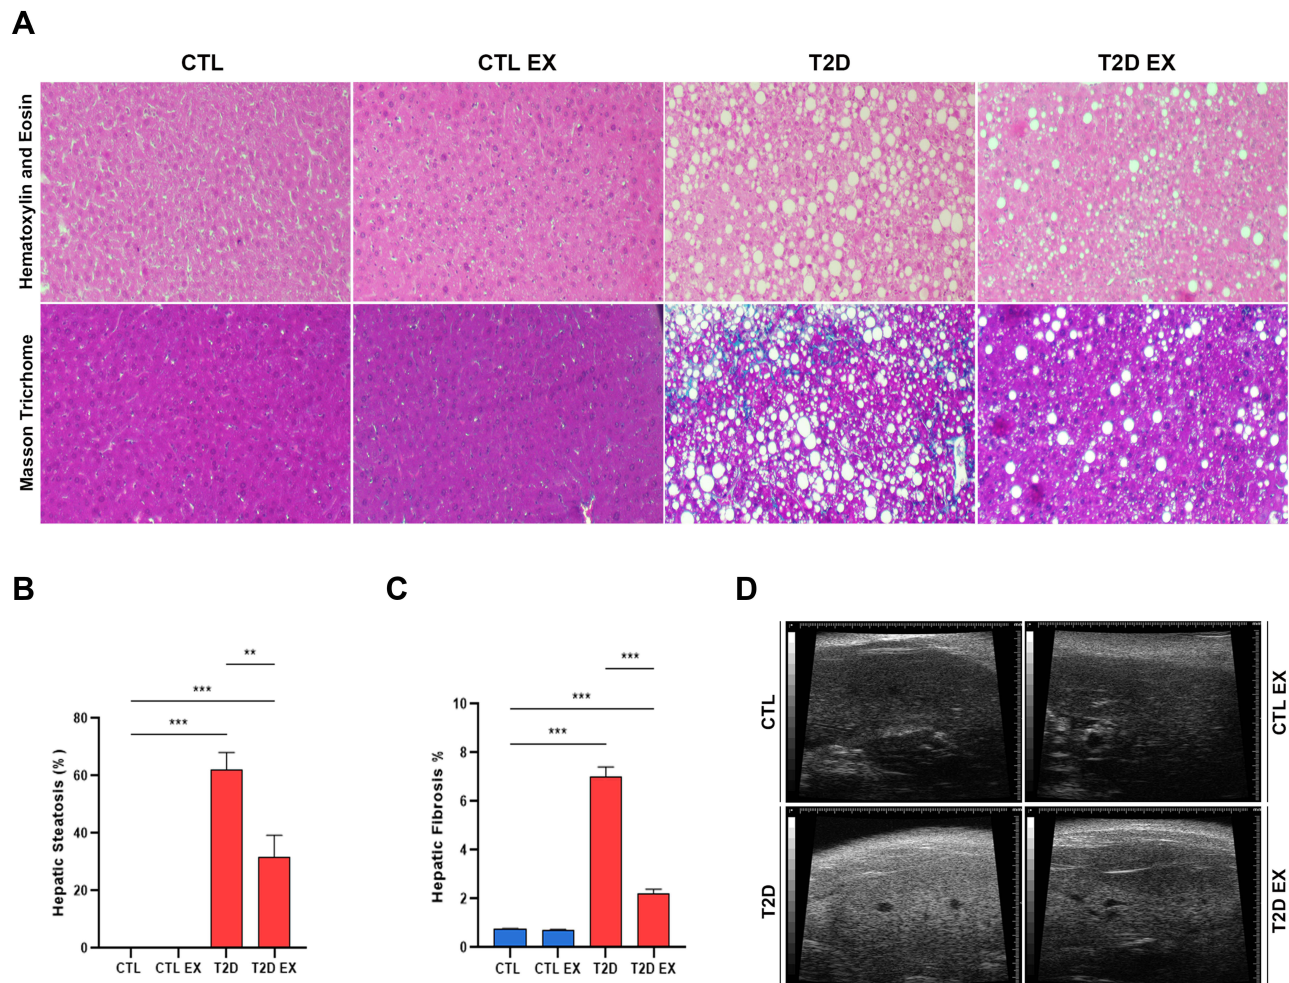 A
CTL CTL EX T2D T2D EX
Hematoxylin and Eosin
Masson Tricrhome
B
Hepatic Steatosis (%)
**
***
***
80
60
40
20
0
CTL CTL EX T2D T2D EX
C
Hepatic Fibrosis %
***
***
***
10
8
6
4
2
0
CTL CTL EX T2D T2D EX
D
CTL
CTL EX
T2D
T2D EX